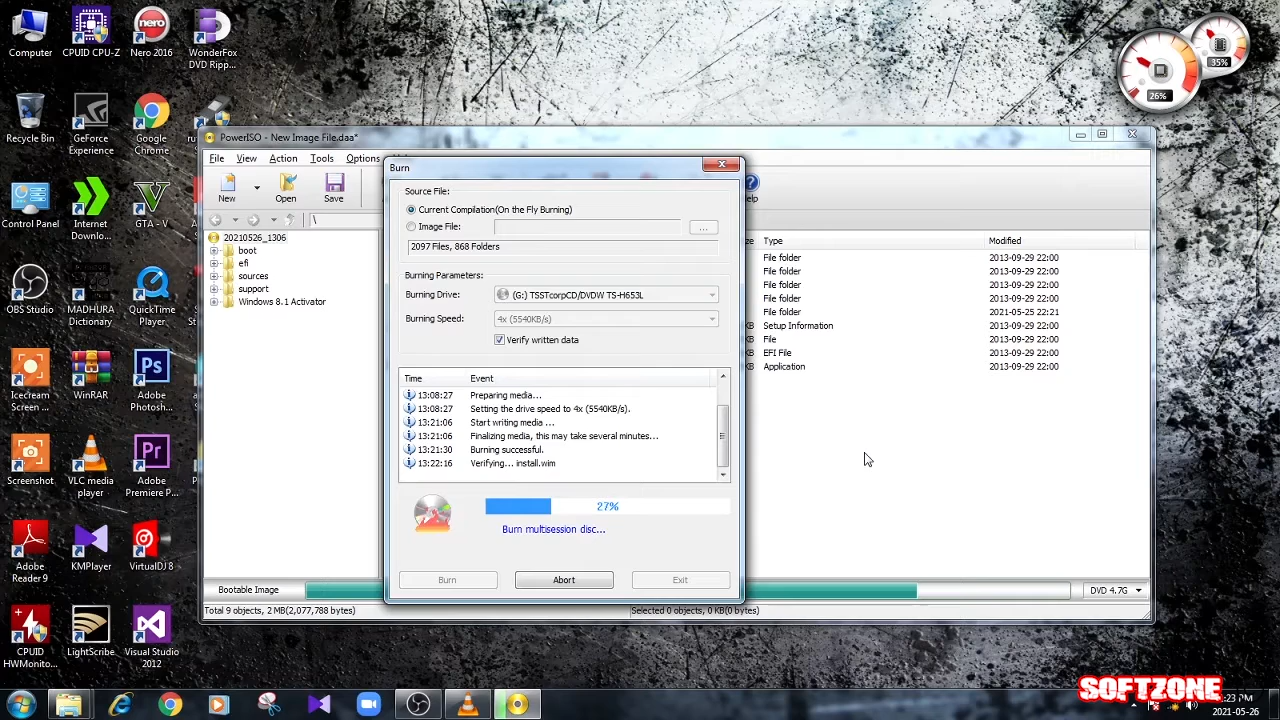 Computer
CPUID CPU-Z
Nero 2016
WonderFox
DVD Ripp...
Recycle Bin
GeForce
Experience
Google
Chrome
Control Panel
Internet
Downlo...
GTA - V
OBS Studio
MADHURA
Dictionary
QuickTime
Player
Icecream
Screen ...
WinRAR
Adobe
Photosh...
Screenshot
VLC media
player
Adobe
Premiere P...
Adobe
Reader 9
KMPlayer
VirtualDJ 8
CPUID
HWMonito...
LightScribe
Visual Studio
2012
26%
35%
PowerISO - New Image File.daa*
File View Action Tools Options
New
Open
Save
\
20210526_1306
boot
efi
sources
support
Windows 8.1 Activator
Type Modified
File folder 2013-09-29 22:00
File folder 2013-09-29 22:00
File folder 2013-09-29 22:00
File folder 2013-09-29 22:00
File folder 2021-05-25 22:21
Setup Information 2013-09-29 22:00
File 2013-09-29 22:00
EFI File 2013-09-29 22:00
Application 2013-09-29 22:00
Burn
Source File:
Current Compilation(On the Fly Burning)
Image File: ...
2097 Files, 868 Folders
Burning Parameters:
Burning Drive: (G:) TSSTcorpCD/DVDW TS-H653L
Burning Speed: 4x (5540KB/s)
Verify written data
Time Event
13:08:27 Preparing media...
13:08:27 Setting the drive speed to 4x (5540KB/s).
13:21:06 Start writing media ...
13:21:06 Finalizing media, this may take several minutes...
13:21:30 Burning successful.
13:22:16 Verifying... install.wim
27%
Burn multisession disc...
Burn Abort Exit
Bootable Image
DVD 4.7G
Total 9 objects, 2 MB(2,077,788 bytes)
Selected 0 objects, 0 KB(0 bytes)
SOFTZONE
:23 PM
2021-05-26